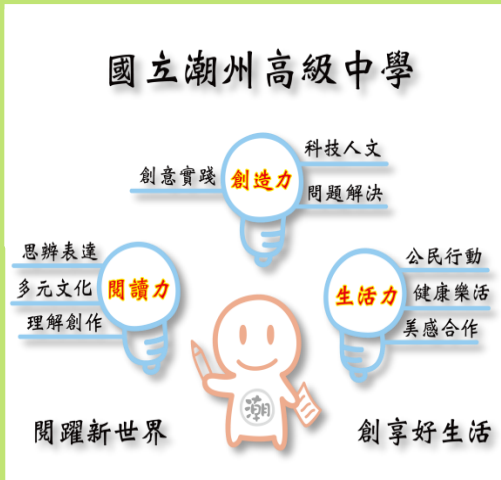 國立潮州高級中學
創意實踐
創造力
科技人文
問題解決
思辨表達
多元文化
理解創作
閱讀力
生活力
公民行動
健康樂活
美感合作
潮
閱躍新世界
創享好生活